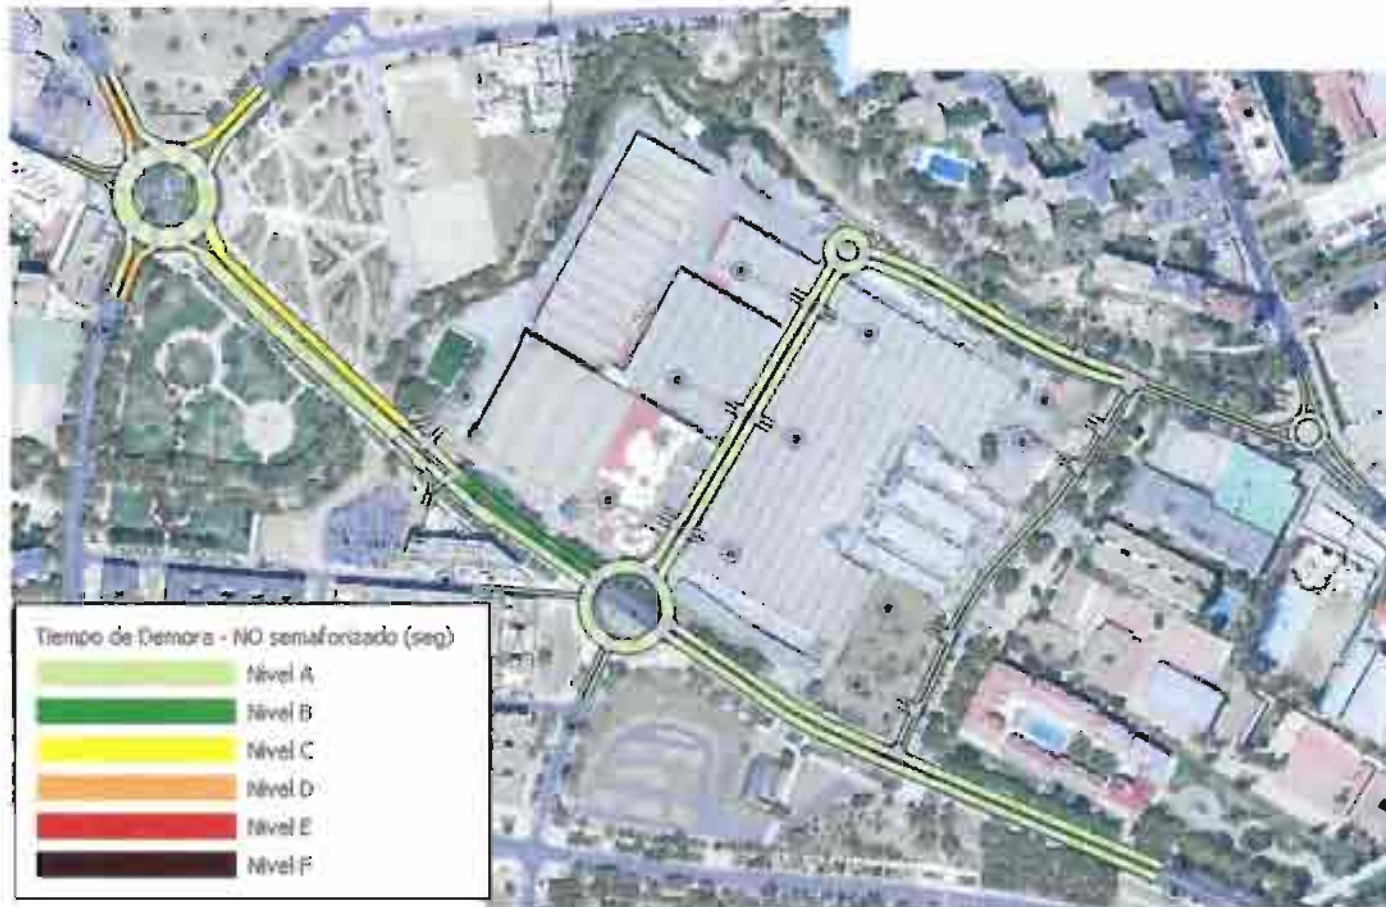 Tiempo de Demora - NO semaforizado (seg)
Nivel A
Nivel B
Nivel C
Nivel D
Nivel E
Nivel F